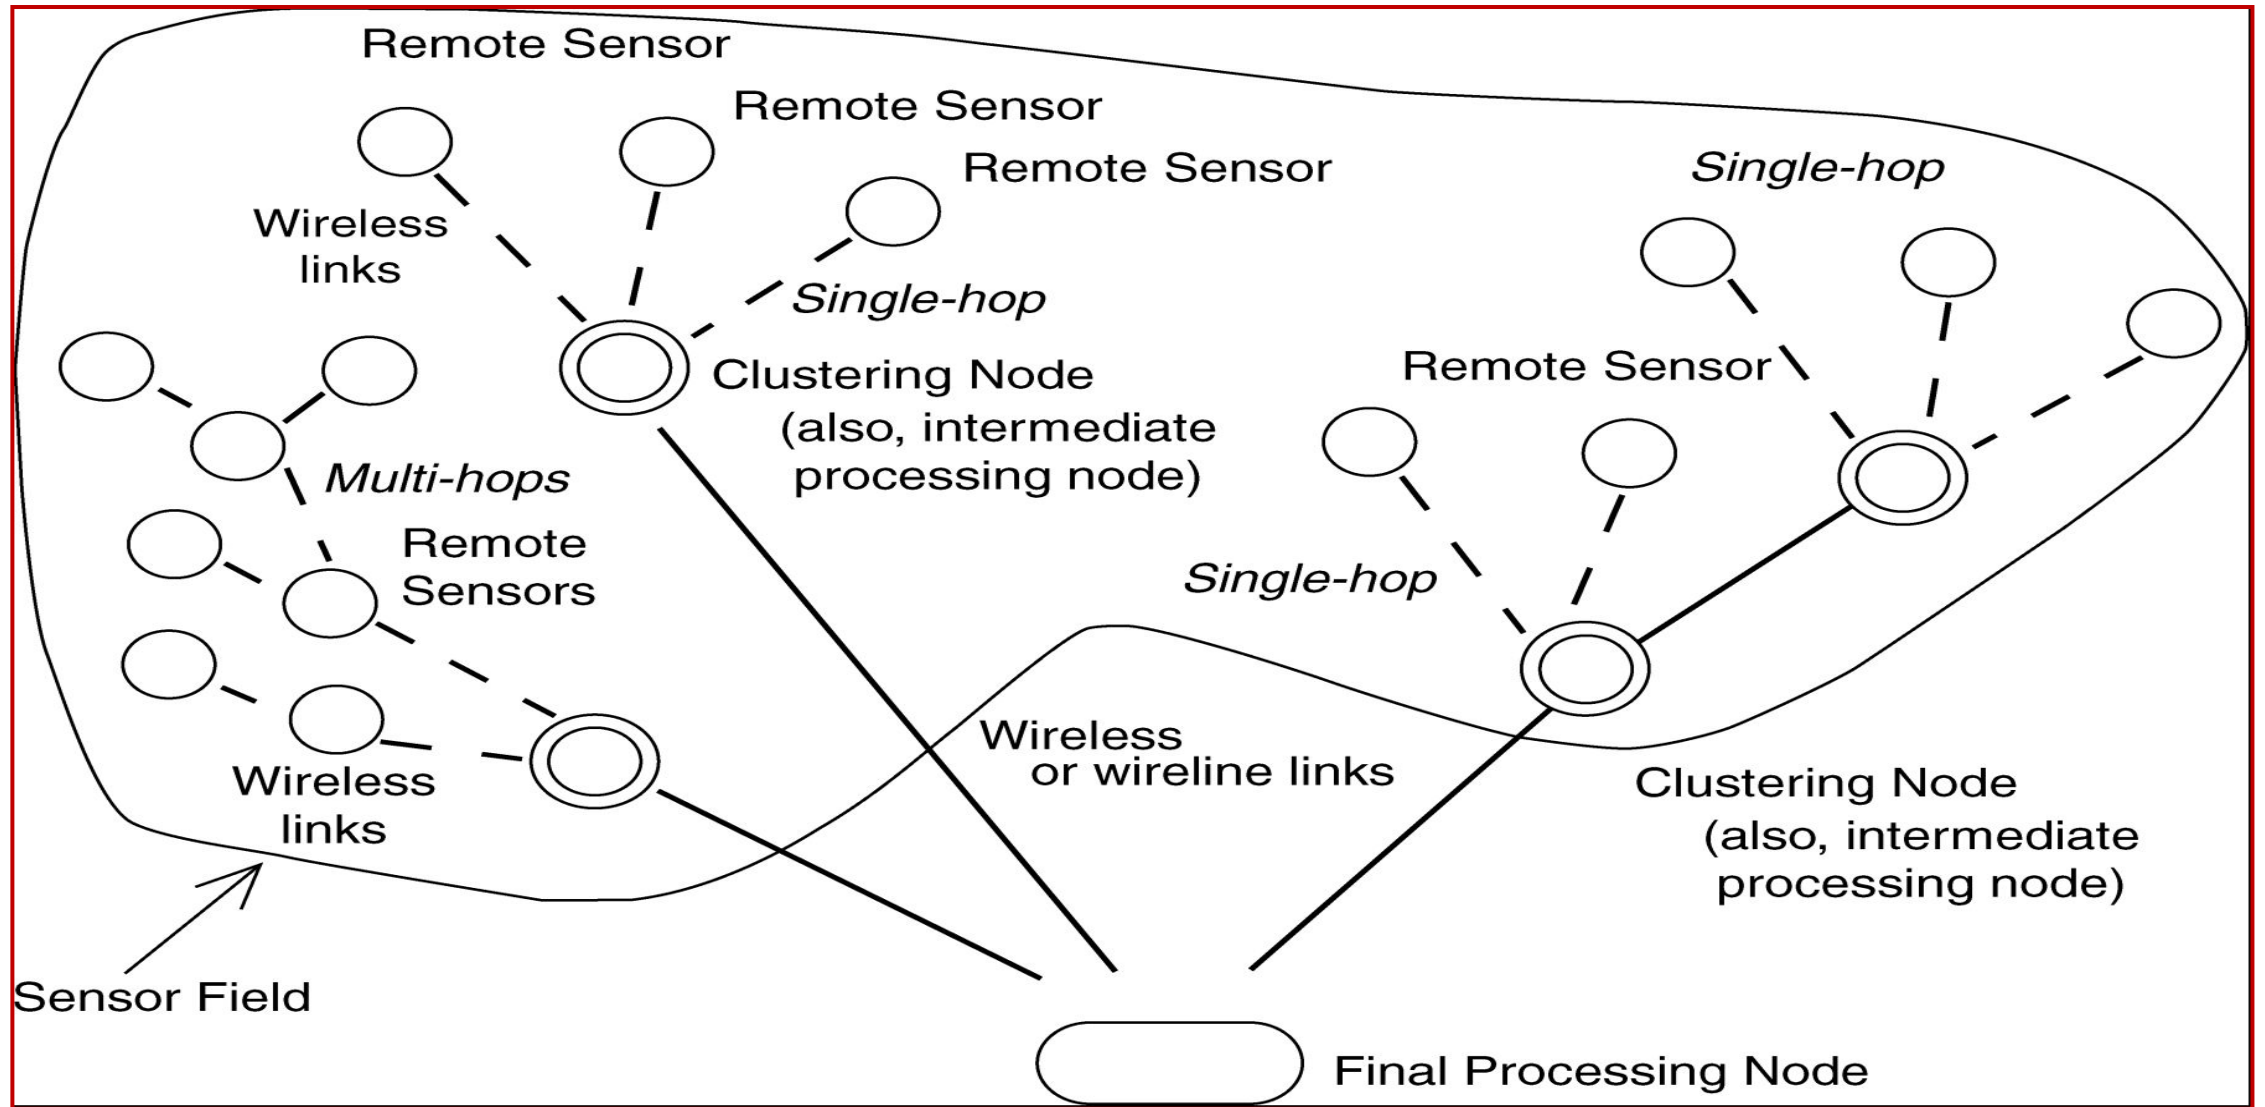 Remote Sensor
Remote Sensor
Remote Sensor
Single-hop
Wireless
links
Single-hop
Clustering Node
(also, intermediate
processing node)
Remote Sensor
Multi-hops
Remote
Sensors
Single-hop
Wireless
or wireline links
Wireless
links
Clustering Node
(also, intermediate
processing node)
Sensor Field
Final Processing Node